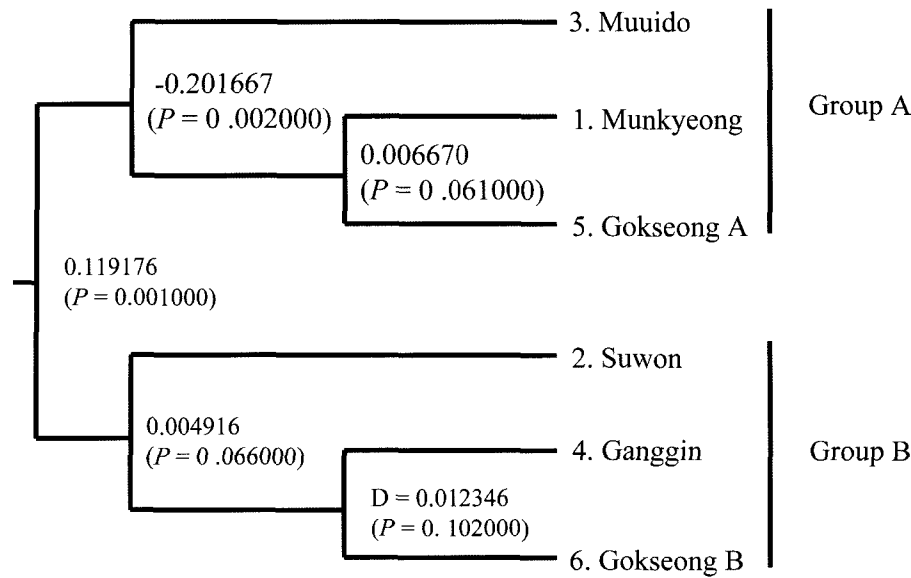 3. Muuido
-0.201667
(P = 0 .002000)
Group A
1. Munkyeong
0.006670
(P = 0 .061000)
5. Gokseong A
0.119176
(P = 0.001000)
2. Suwon
0.004916
(P = 0 .066000)
4. Ganggin
Group B
D = 0.012346
(P = 0. 102000)
6. Gokseong B